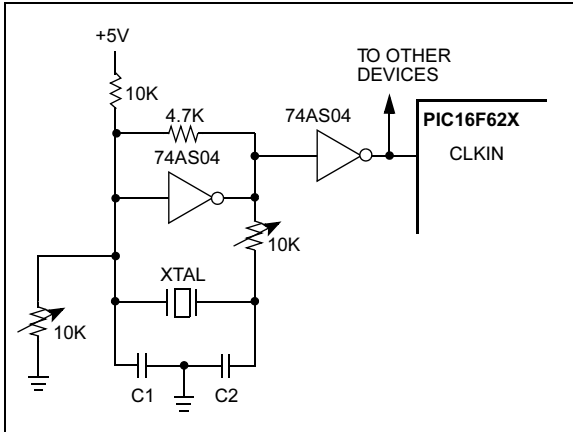 +5V
TO OTHER
DEVICES
10K
4.7K
74AS04
74AS04
PIC16F62X
CLKIN
10K
XTAL
10K
C1
C2